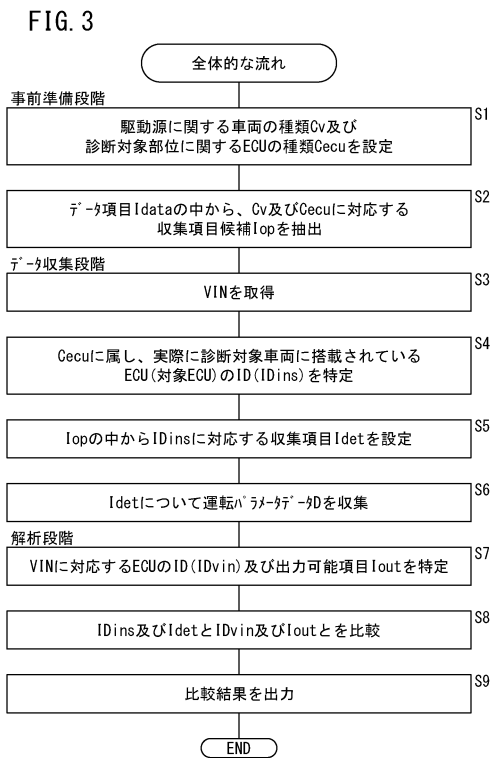 FIG. 3
全体的な流れ
事前準備段階
S1
駆動源に関する車両の種類Cv及び
診断対象部位に関するECUの種類Cecuを設定
S2
ﾃﾞｰﾀ項目Idataの中から、Cv及びCecuに対応する
収集項目候補Iopを抽出
ﾃﾞｰﾀ収集段階
S3
VINを取得
S4
Cecuに属し、実際に診断対象車両に搭載されている
ECU(対象ECU)のID(IDins)を特定
S5
Iopの中からIDinsに対応する収集項目Idetを設定
S6
Idetについて運転ﾊﾟﾗﾒｰﾀﾃﾞｰﾀDを収集
解析段階
S7
VINに対応するECUのID(IDvin)及び出力可能項目Ioutを特定
S8
IDins及びIdetとIDvin及びIoutとを比較
S9
比較結果を出力
END